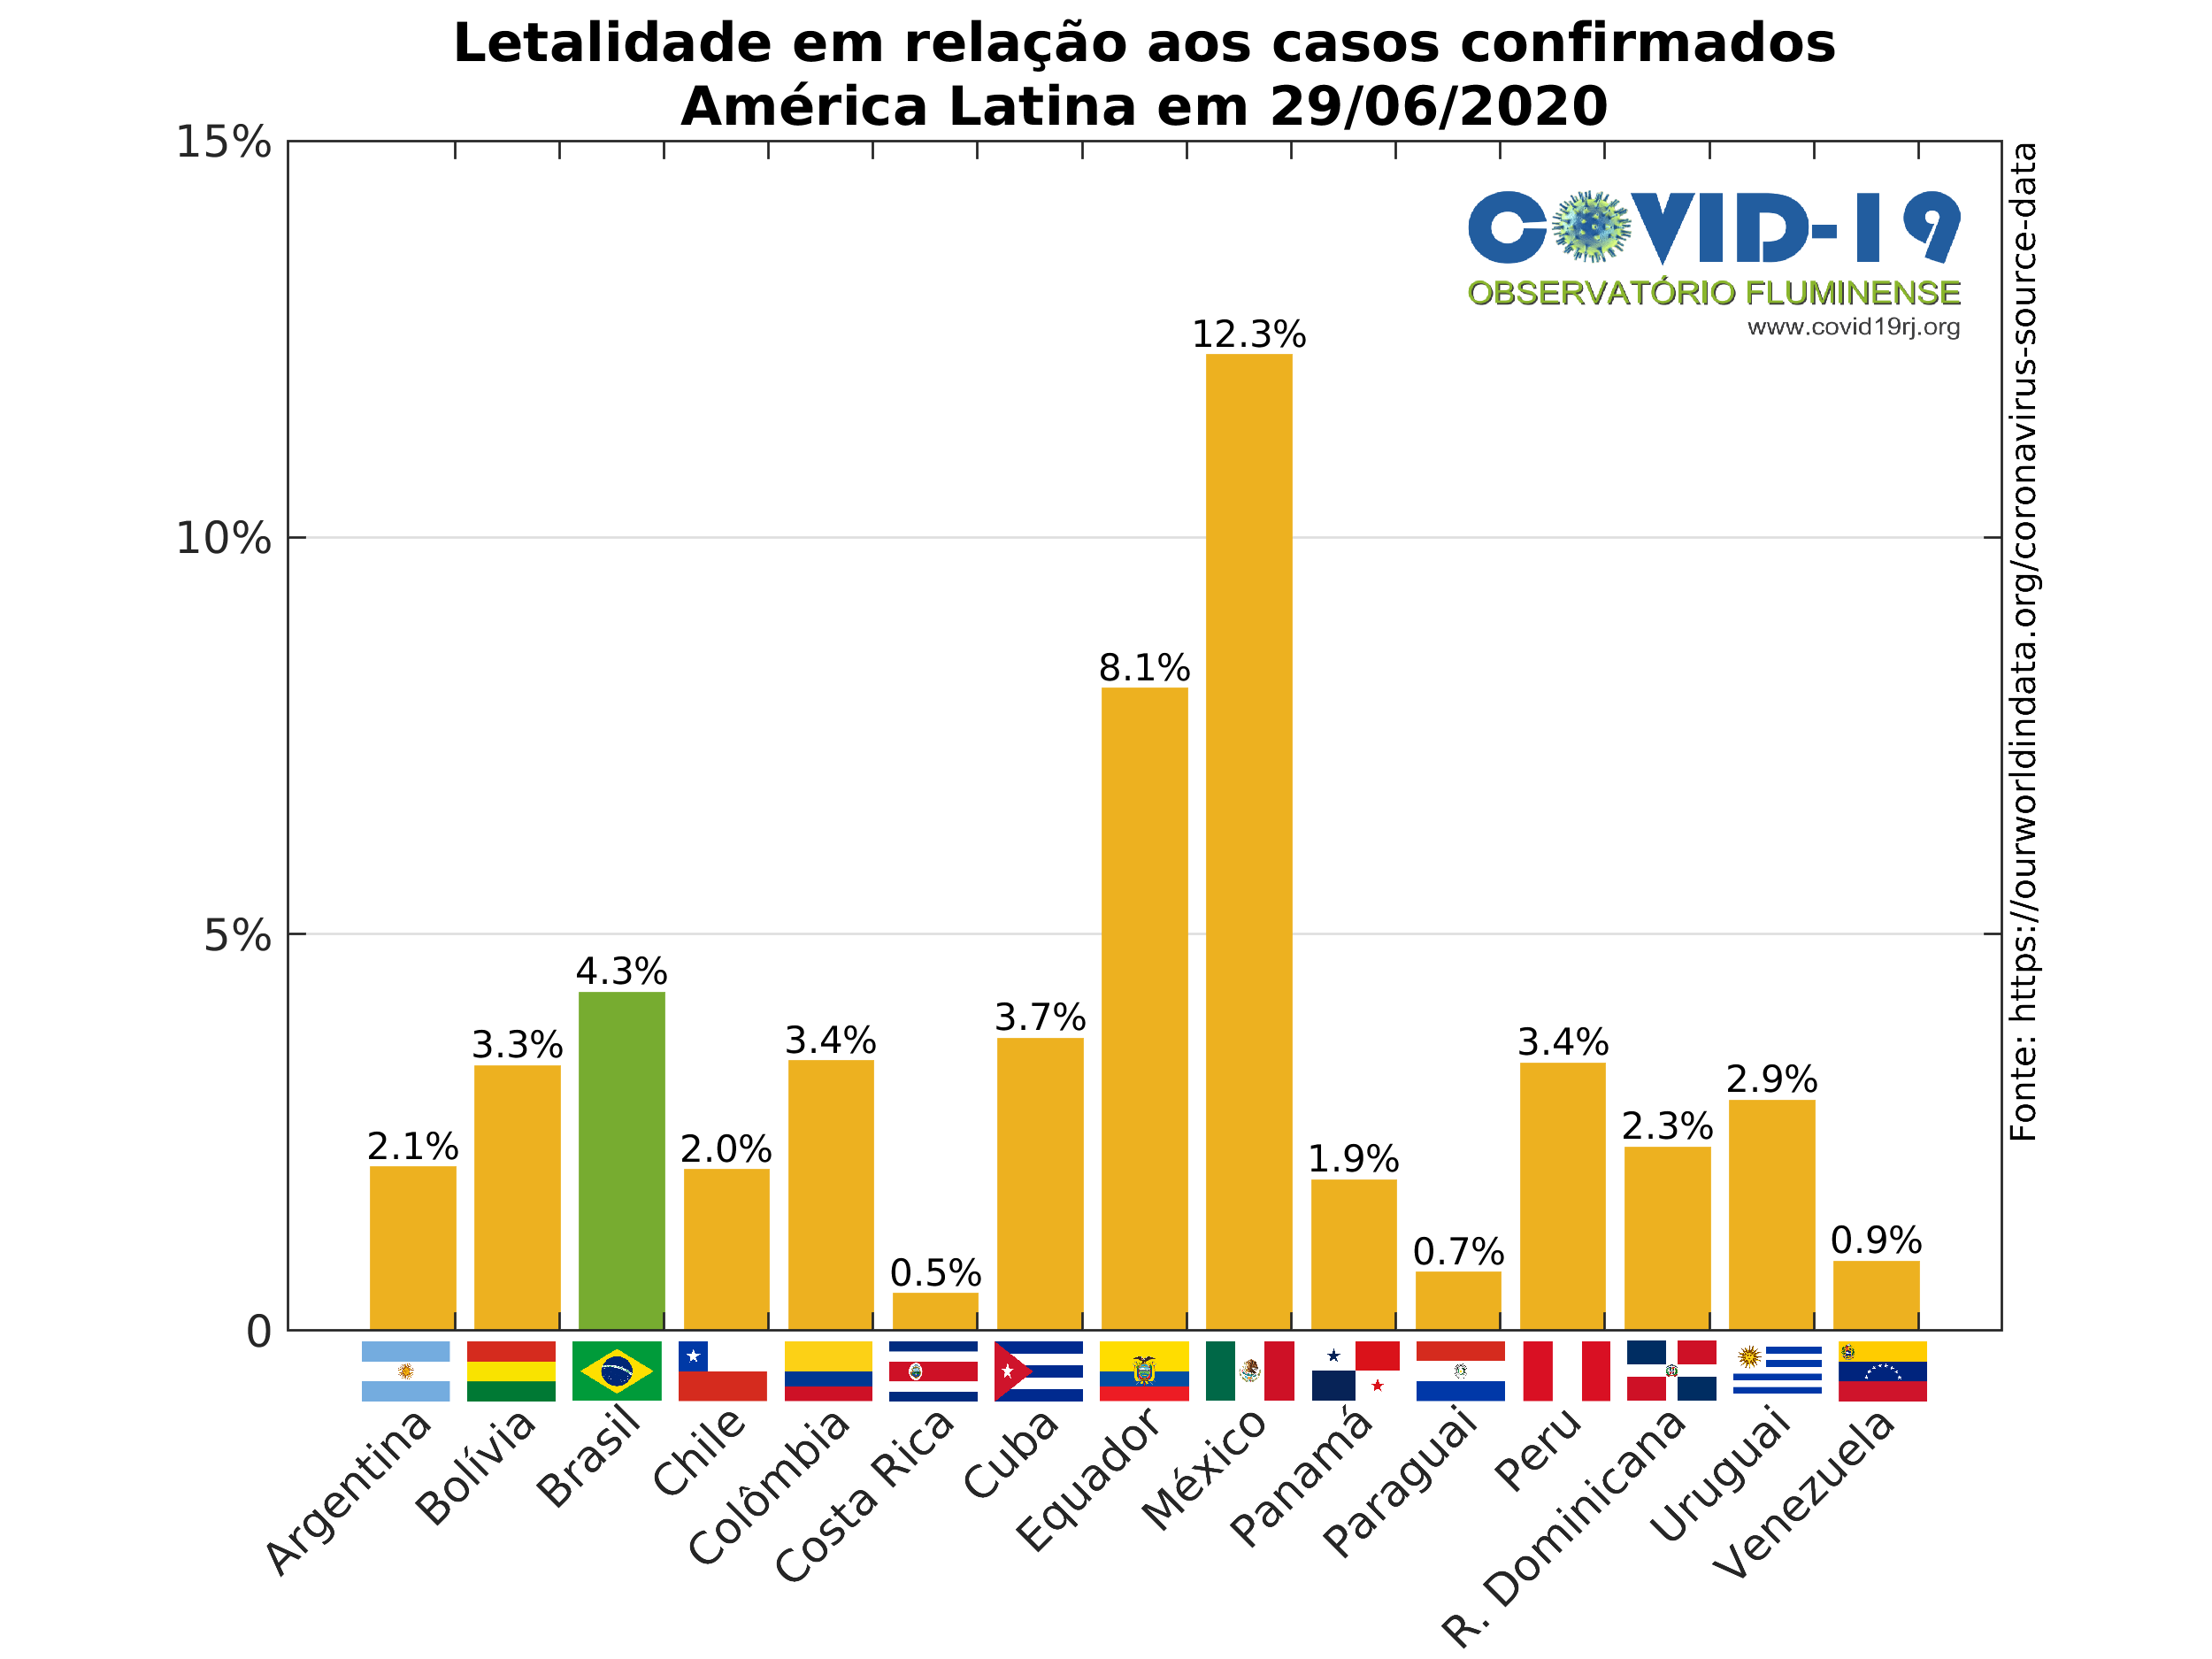 Letalidade em relação aos casos confirmados
América Latina em 29/06/2020
15%
10%
5%
0
COVID-19
OBSERVATÓRIO FLUMINENSE
www.covid19rj.org
Fonte: https://ourworldindata.org/coronavirus-source-data
2.1%
3.3%
4.3%
2.0%
3.4%
0.5%
3.7%
8.1%
12.3%
1.9%
0.7%
3.4%
2.3%
2.9%
0.9%
Argentina
Bolívia
Brasil
Chile
Colômbia
Costa Rica
Cuba
Equador
México
Panamá
Paraguai
Peru
R. Dominicana
Uruguai
Venezuela